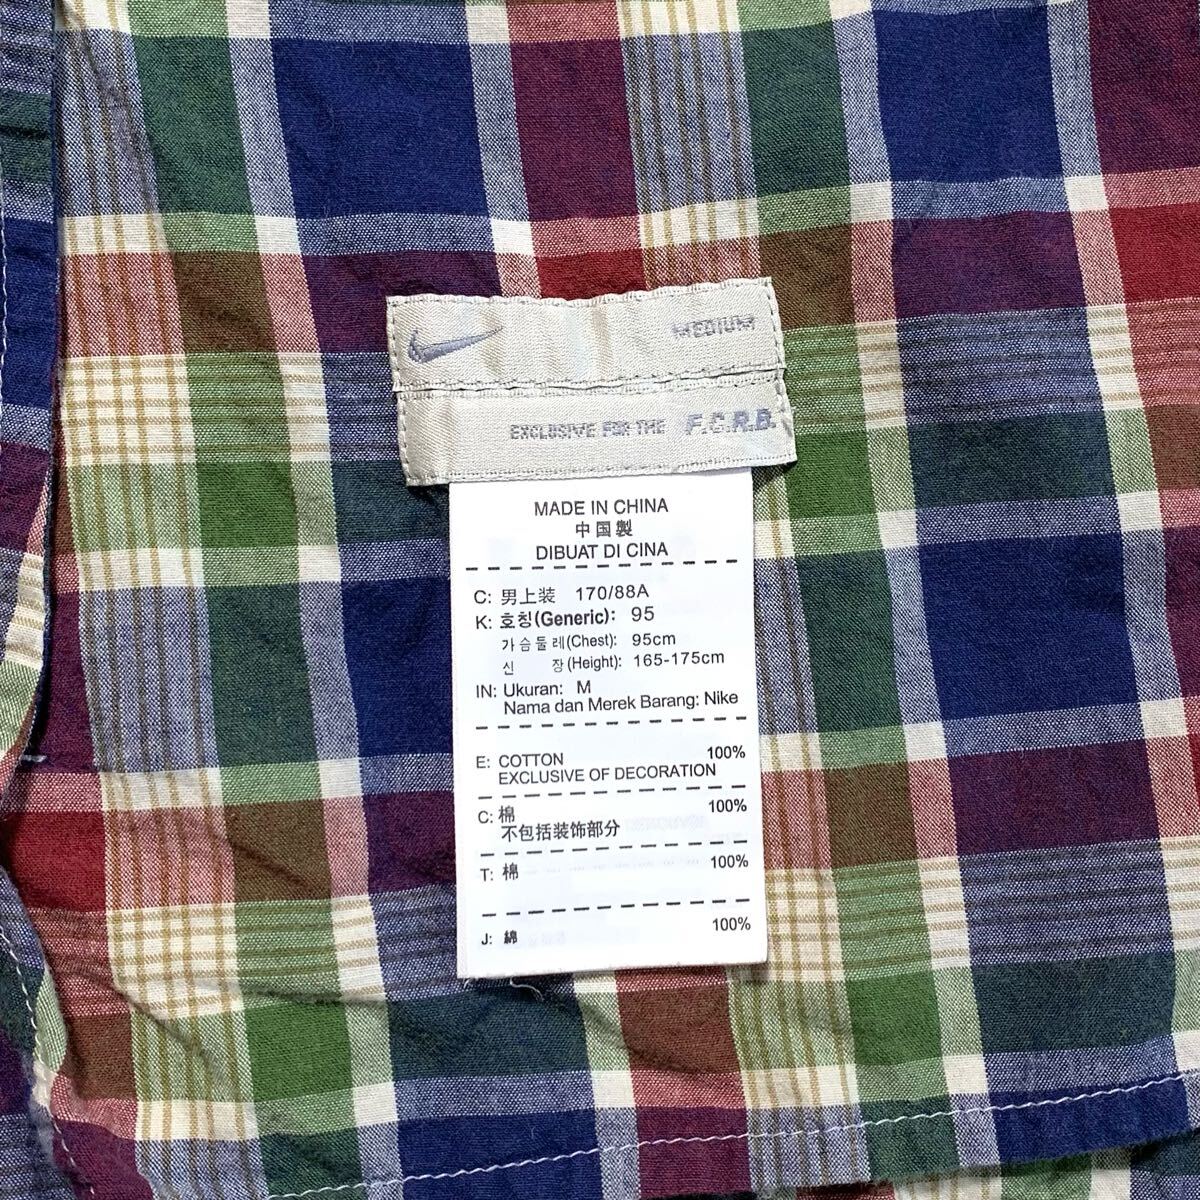 MEDIUM
EXCLUSIVE FOR THE F.C.R.B.
MADE IN CHINA
中国製
DIBUAT DI CINA
C: 男上装 170/88A
K: 호칭(Generic): 95
가슴둘레(Chest): 95cm
신 장(Height): 165-175cm
IN: Ukuran: M
Nama dan Merek Barang: Nike
E: COTTON 100%
EXCLUSIVE OF DECORATION
C: 棉 100%
不包括装饰部分
T: 棉 100%
J: 綿 100%